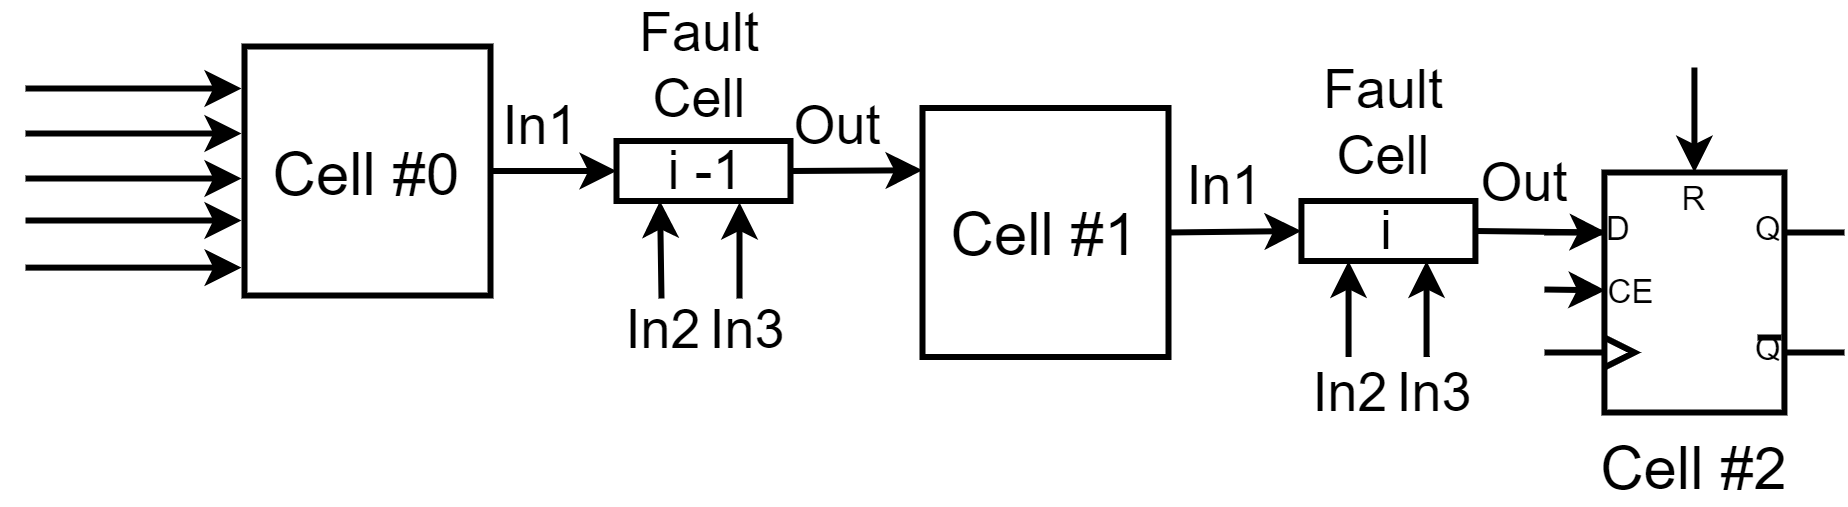 Cell #0
In1
Fault
Cell
i -1
Out
In2 In3
Cell #1
In1
Fault
Cell
i
Out
In2 In3
R
D
Q
CE
Q̅
Cell #2